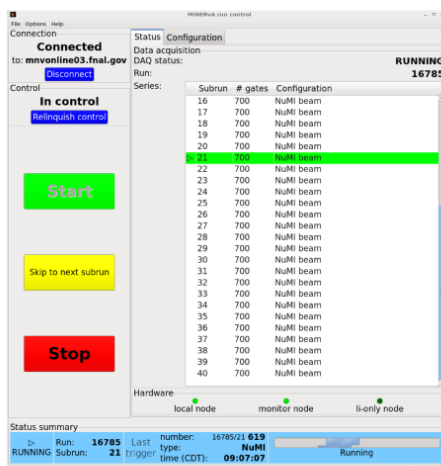 MINERvA run control
File Options Help
Connection
Connected
to: mnvonline03.fnal.gov
Disconnect
Control
In control
Relinquish control
Start
Skip to next subrun
Stop
Status Configuration
Data acquisition
DAQ status: RUNNING
Run: 16785
Series:
Subrun # gates Configuration
16 700 NuMI beam
17 700 NuMI beam
18 700 NuMI beam
19 700 NuMI beam
20 700 NuMI beam
21 700 NuMI beam
22 700 NuMI beam
23 700 NuMI beam
24 700 NuMI beam
25 700 NuMI beam
26 700 NuMI beam
27 700 NuMI beam
28 700 NuMI beam
29 700 NuMI beam
30 700 NuMI beam
31 700 NuMI beam
32 700 NuMI beam
33 700 NuMI beam
34 700 NuMI beam
35 700 NuMI beam
36 700 NuMI beam
37 700 NuMI beam
38 700 NuMI beam
39 700 NuMI beam
40 700 NuMI beam
Hardware
local node monitor node li-only node
Status summary
RUNNING
Run: 16785
Subrun: 21
Last trigger
number: 16785/21 619
type: NuMI
time (CDT): 09:07:07
Running